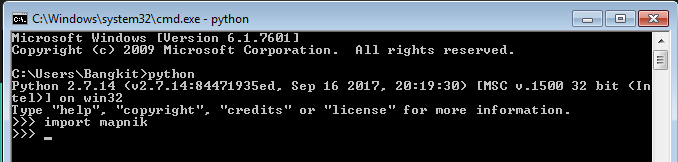 C:\Windows\system32\cmd.exe - python
Microsoft Windows [Version 6.1.7601]
Copyright (c) 2009 Microsoft Corporation.  All rights reserved.
C:\Users\Bangkit>python
Python 2.7.14 (v2.7.14:84471935ed, Sep 16 2017, 20:19:30) [MSC v.1500 32 bit (In
tel)] on win32
Type "help", "copyright", "credits" or "license" for more information.
>>> import mapnik
>>> _